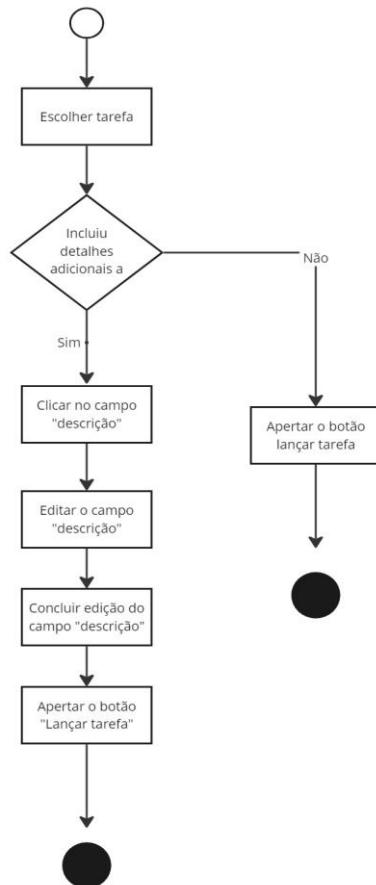 Escolher tarefa
Incluiu
detalhes
adicionais a
Não
Sim
Clicar no campo
"descrição"
Apertar o botão
lançar tarefa
Editar o campo
"descrição"
Concluir edição do
campo "descrição"
Apertar o botão
"Lançar tarefa"